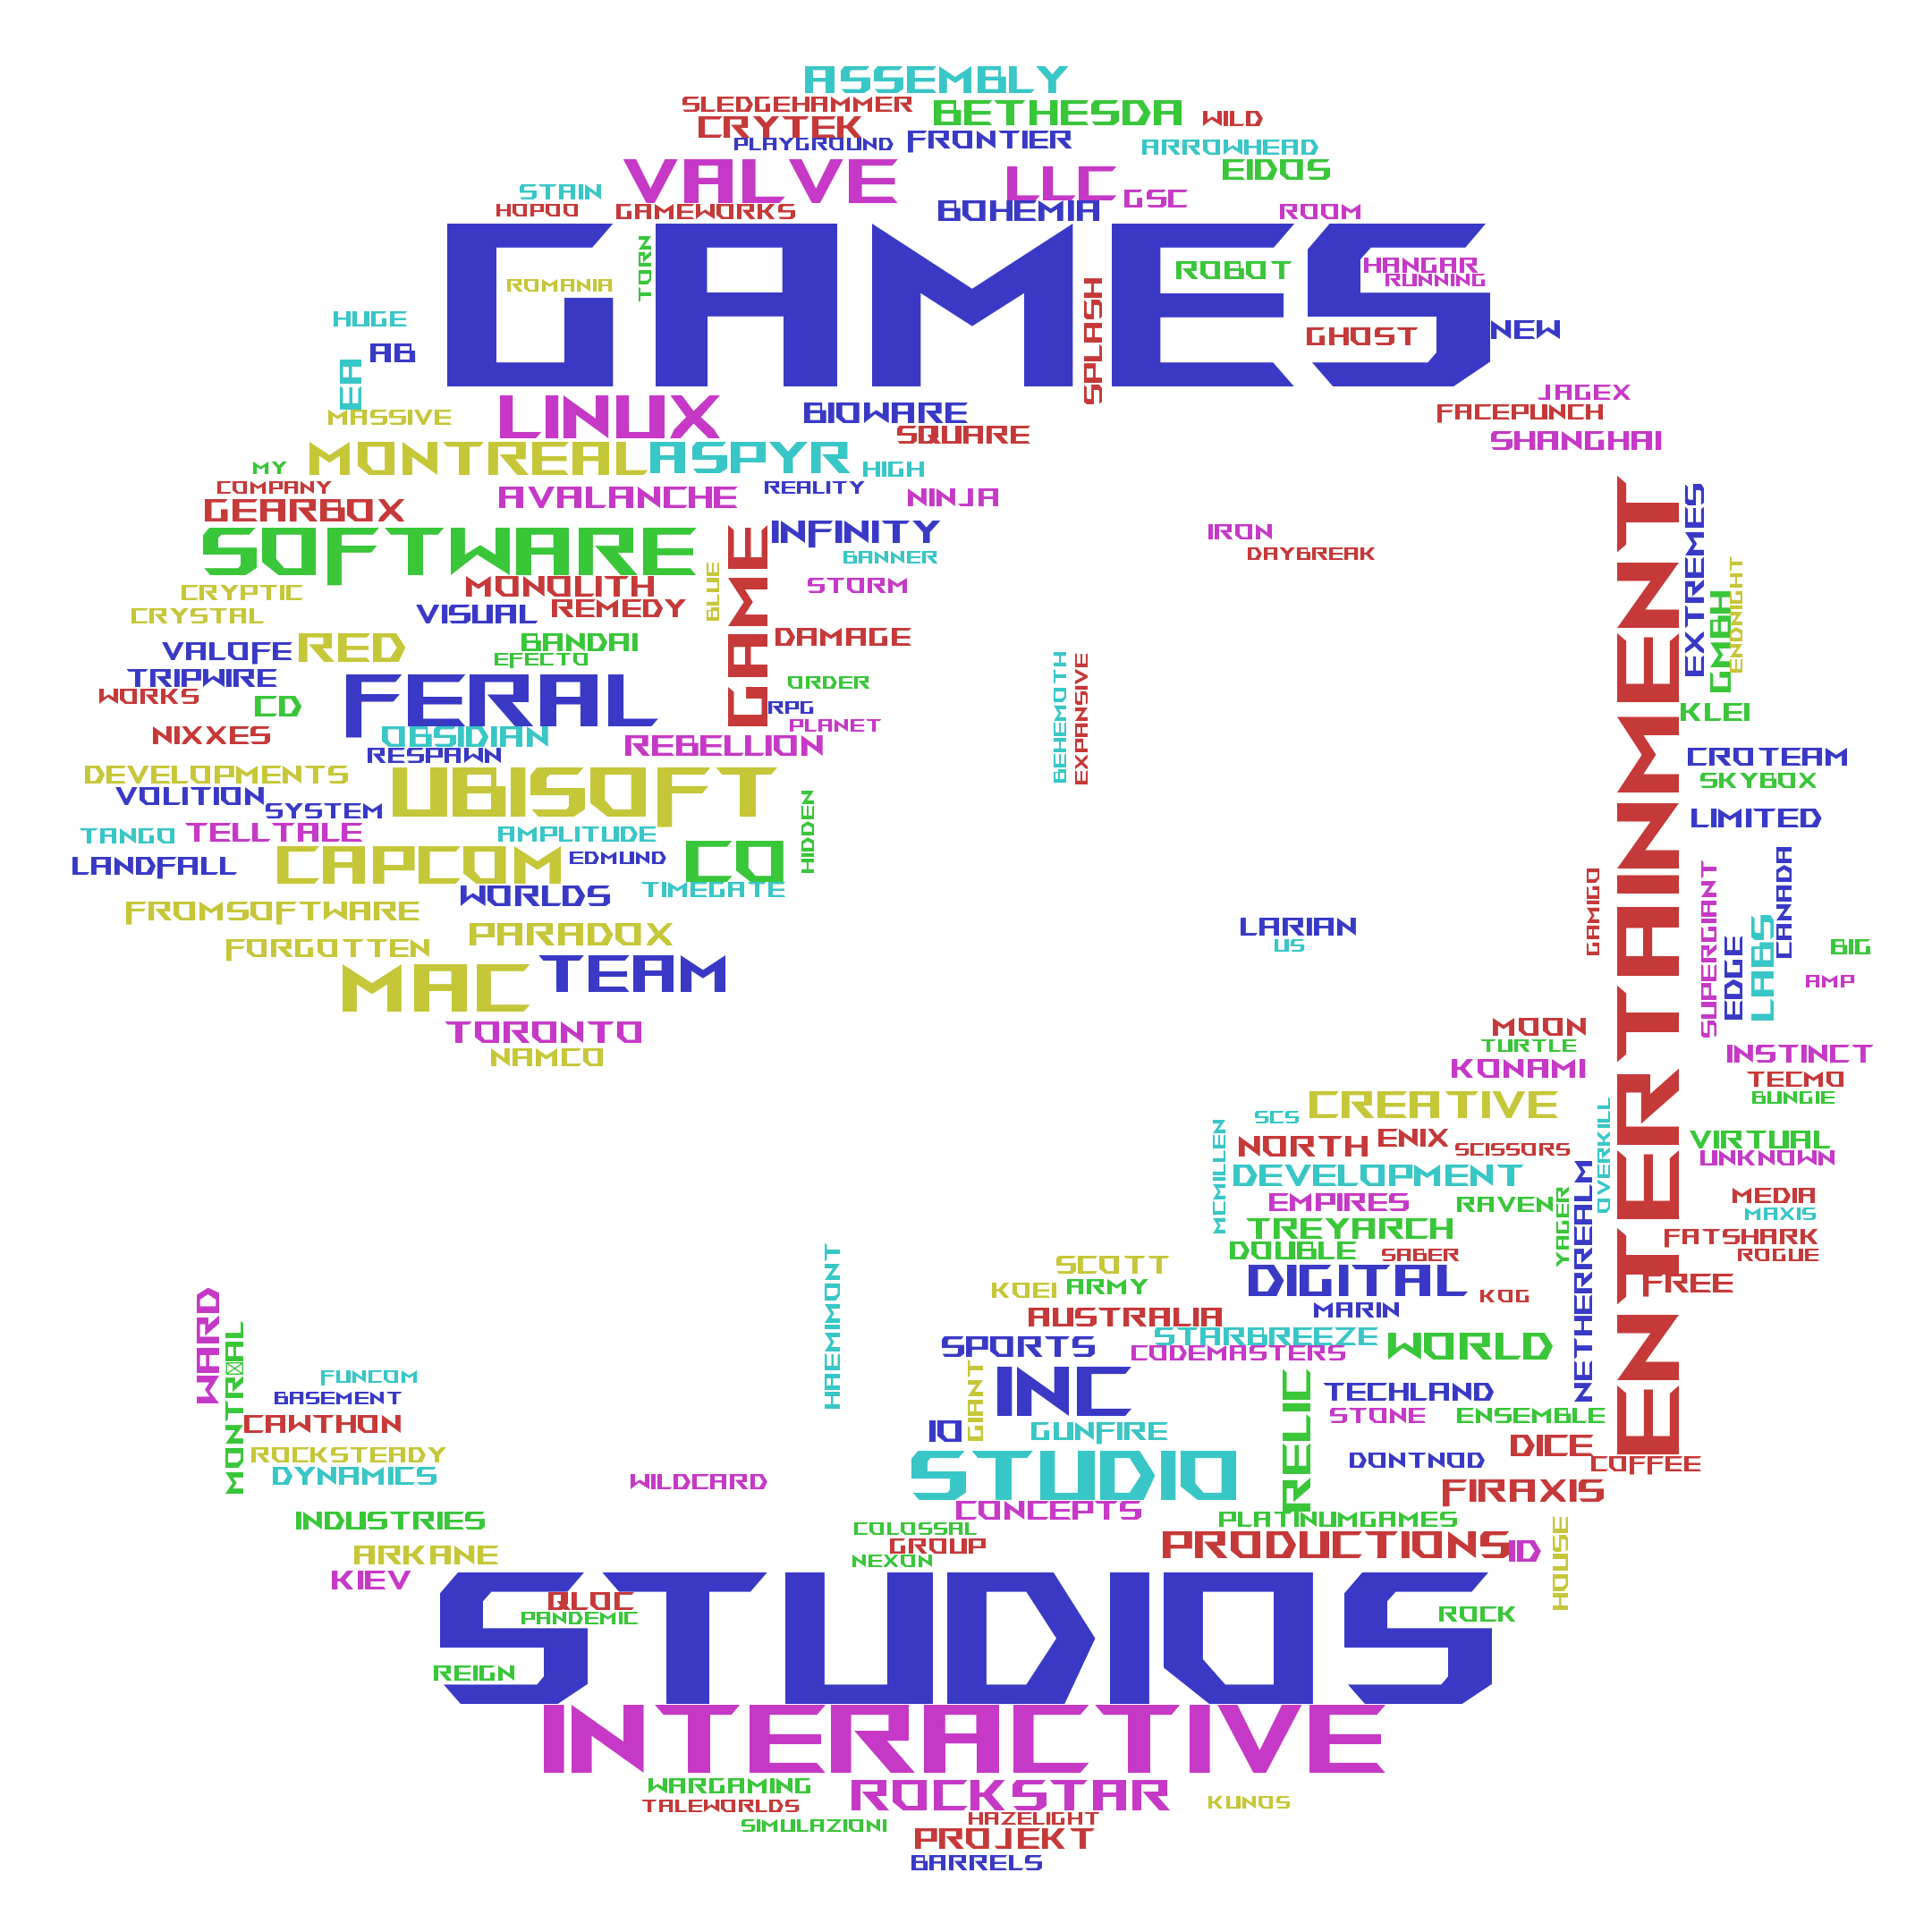 ASSEMBLY
SLEDGEHAMMER
BETHESDA
WILD
CRYTEK
PLAYGROUND
FRONTIER
ARROWHEAD
EIDOS
VALVE
LLC
GSC
STAIN
HOPOO
GAMEWORKS
BOHEMIA
ROOM
GAMES
ROMANIA
TORN
SPLASH
ROBOT
HANGAR
RUNNING
GHOST
NEW
HUGE
AB
EA
MASSIVE
LINUX
BIOWARE
SQUARE
JAGEX
FACEPUNCH
SHANGHAI
MONTREAL
ASPYR
HIGH
MY
COMPANY
GEARBOX
AVALANCHE
REALITY
NINJA
SOFTWARE
GAME
INFINITY
BANNER
IRON
DAYBREAK
CRYPTIC
CRYSTAL
MONOLITH
VISUAL
REMEDY
BLUE
STORM
VALOFE
RED
BANDAI
EFECTO
DAMAGE
TRIPWIRE
WORKS
CD
FERAL
ORDER
RPG
PLANET
NIXXES
OBSIDIAN
RESPAWN
REBELLION
BEHEMOTH
EXPANSIVE
ENTERTAINMENT
EXTREMES
GMBH
ENDNIGHT
KLEI
CROTEAM
SKYBOX
LIMITED
DEVELOPMENTS
VOLITION
SYSTEM
UBISOFT
TANGO
TELLTALE
AMPLITUDE
HIDDEN
LANDFALL
CAPCOM
EDMUND
CO
TIMEGATE
WORLDS
FROMSOFTWARE
FORGOTTEN
PARADOX
MAC
TEAM
TORONTO
NAMCO
LARIAN
US
GAMIGO
SUPERGIANT
EDGE
LABS
CANADA
BIG
AMP
MOON
TURTLE
KONAMI
INSTINCT
TECMO
BUNGIE
CREATIVE
SCS
MCMILLEN
NORTH
ENIX
SCISSORS
OVERKILL
VIRTUAL
UNKNOWN
DEVELOPMENT
EMPIRES
RAVEN
YAGER
NETHERREALM
MEDIA
MAXIS
TREYARCH
DOUBLE
SABER
FATSHARK
ROGUE
FREE
HAEMIMONT
SCOTT
KOEI
ARMY
DIGITAL
KOG
MARIN
AUSTRALIA
STARBREEZE
CODEMASTERS
WORLD
SPORTS
WARD
MONTR☒AL
FUNCOM
BASEMENT
CAWTHON
ROCKSTEADY
DYNAMICS
GIANT
INC
RELIC
TECHLAND
STONE
ENSEMBLE
IO
GUNFIRE
DONTNOD
DICE
COFFEE
WILDCARD
STUDIO
CONCEPTS
FIRAXIS
INDUSTRIES
ARKANE
KIEV
COLOSSAL
GROUP
NEXON
PLATINUMGAMES
PRODUCTIONS
ID
HOUSE
STUDIOS
QLOC
PANDEMIC
REIGN
ROCK
INTERACTIVE
WARGAMING
TALEWORLDS
SIMULAZIONI
ROCKSTAR
KUNOS
HAZELIGHT
PROJEKT
BARRELS